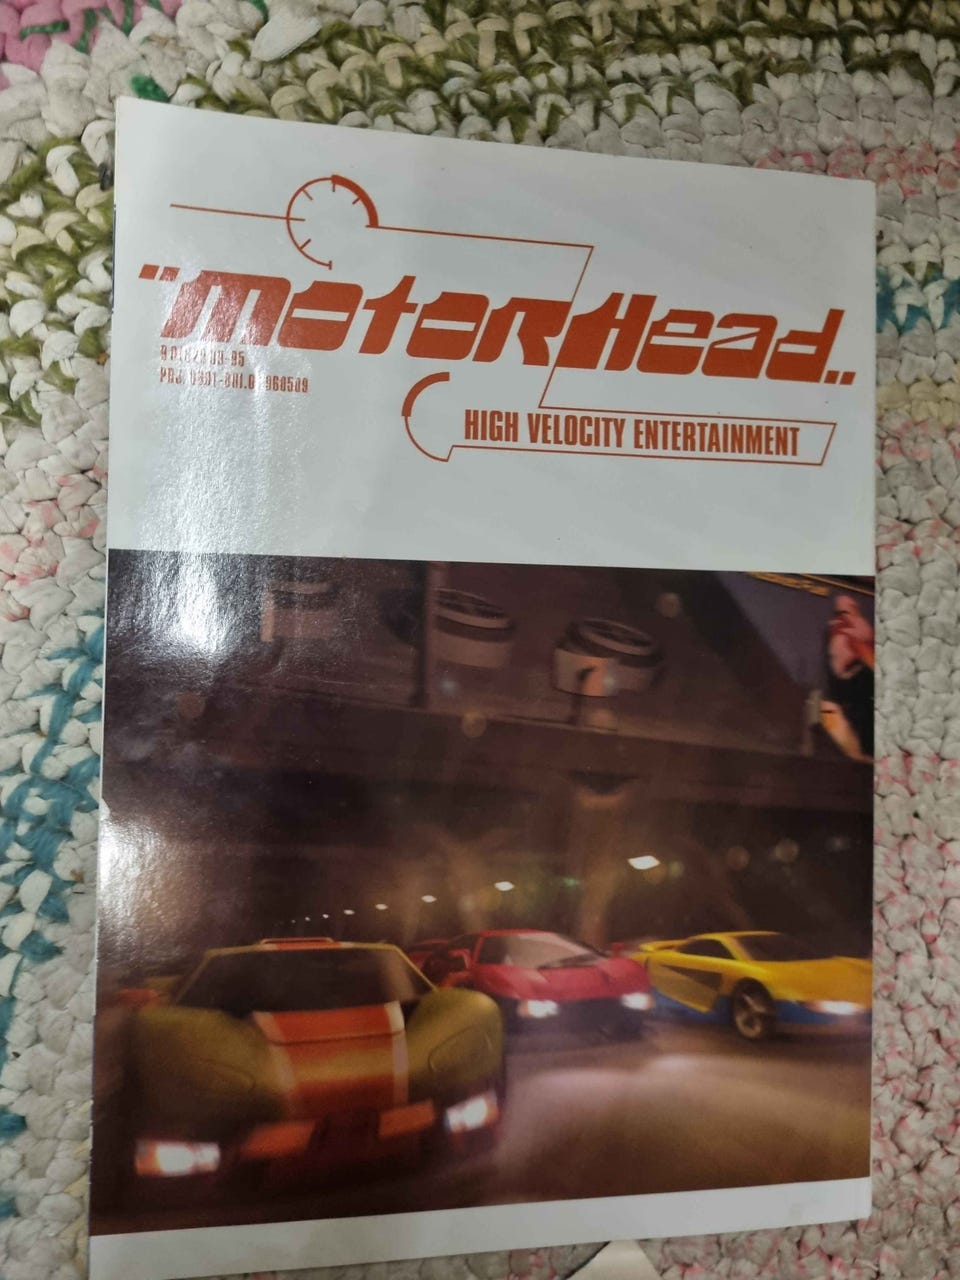 "motorHead..
HIGH VELOCITY ENTERTAINMENT